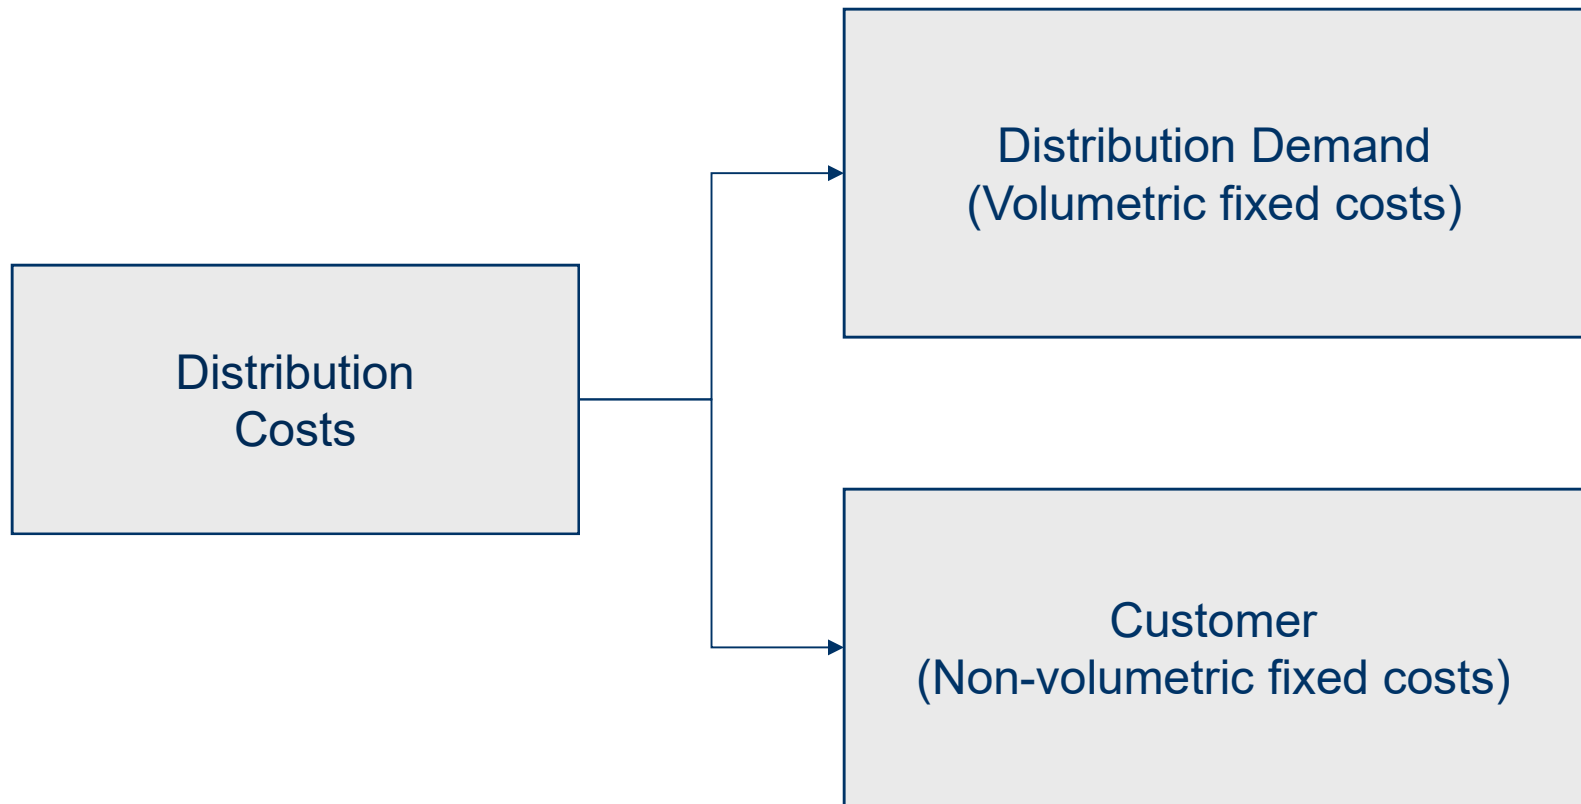 Distribution Demand
(Volumetric fixed costs)
Distribution
Costs
Customer
(Non-volumetric fixed costs)